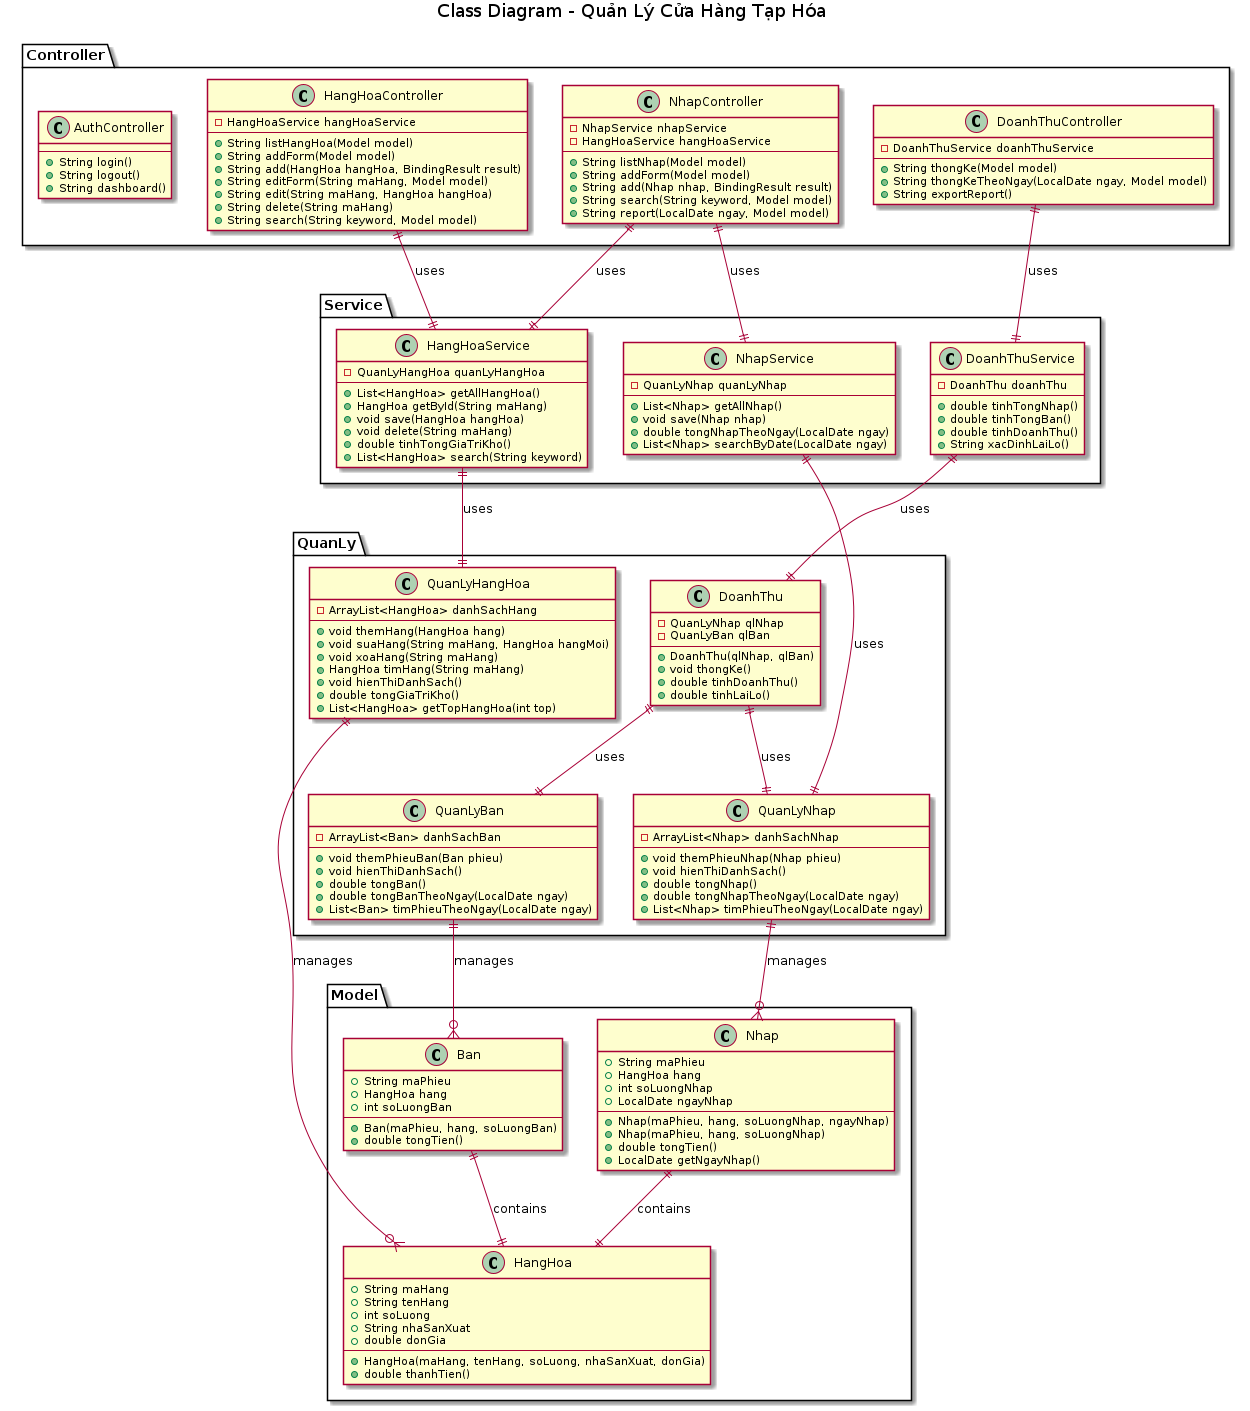 Class Diagram - Quản Lý Cửa Hàng Tạp Hóa
Controller
AuthController
String login()
String logout()
String dashboard()
HangHoaController
HangHoaService hangHoaService
String listHangHoa(Model model)
String addForm(Model model)
String add(HangHoa hangHoa, BindingResult result)
String editForm(String maHang, Model model)
String edit(String maHang, HangHoa hangHoa)
String delete(String maHang)
String search(String keyword, Model model)
NhapController
NhapService nhapService
HangHoaService hangHoaService
String listNhap(Model model)
String addForm(Model model)
String add(Nhap nhap, BindingResult result)
String search(String keyword, Model model)
String report(LocalDate ngay, Model model)
DoanhThuController
DoanhThuService doanhThuService
String thongKe(Model model)
String thongKeTheoNgay(LocalDate ngay, Model model)
String exportReport()
uses
uses
uses
uses
Service
HangHoaService
QuanLyHangHoa quanLyHangHoa
List<HangHoa> getAllHangHoa()
HangHoa getById(String maHang)
void save(HangHoa hangHoa)
void delete(String maHang)
double tinhTongGiaTriKho()
List<HangHoa> search(String keyword)
NhapService
QuanLyNhap quanLyNhap
List<Nhap> getAllNhap()
void save(Nhap nhap)
double tongNhapTheoNgay(LocalDate ngay)
List<Nhap> searchByDate(LocalDate ngay)
DoanhThuService
DoanhThu doanhThu
double tinhTongNhap()
double tinhTongBan()
double tinhDoanhThu()
String xacDinhLaiLo()
uses
uses
uses
QuanLy
QuanLyHangHoa
ArrayList<HangHoa> danhSachHang
void themHang(HangHoa hang)
void suaHang(String maHang, HangHoa hangMoi)
void xoaHang(String maHang)
HangHoa timHang(String maHang)
void hienThiDanhSach()
double tongGiaTriKho()
List<HangHoa> getTopHangHoa(int top)
DoanhThu
QuanLyNhap qlNhap
QuanLyBan qlBan
DoanhThu(qlNhap, qlBan)
void thongKe()
double tinhDoanhThu()
double tinhLaiLo()
uses
uses
QuanLyBan
ArrayList<Ban> danhSachBan
void themPhieuBan(Ban phieu)
void hienThiDanhSach()
double tongBan()
double tongBanTheoNgay(LocalDate ngay)
List<Ban> timPhieuTheoNgay(LocalDate ngay)
QuanLyNhap
ArrayList<Nhap> danhSachNhap
void themPhieuNhap(Nhap phieu)
void hienThiDanhSach()
double tongNhap()
double tongNhapTheoNgay(LocalDate ngay)
List<Nhap> timPhieuTheoNgay(LocalDate ngay)
manages
manages
manages
Model
Ban
String maPhieu
HangHoa hang
int soLuongBan
Ban(maPhieu, hang, soLuongBan)
double tongTien()
Nhap
String maPhieu
HangHoa hang
int soLuongNhap
LocalDate ngayNhap
Nhap(maPhieu, hang, soLuongNhap, ngayNhap)
Nhap(maPhieu, hang, soLuongNhap)
double tongTien()
LocalDate getNgayNhap()
contains
contains
HangHoa
String maHang
String tenHang
int soLuong
String nhaSanXuat
double donGia
HangHoa(maHang, tenHang, soLuong, nhaSanXuat, donGia)
double thanhTien()